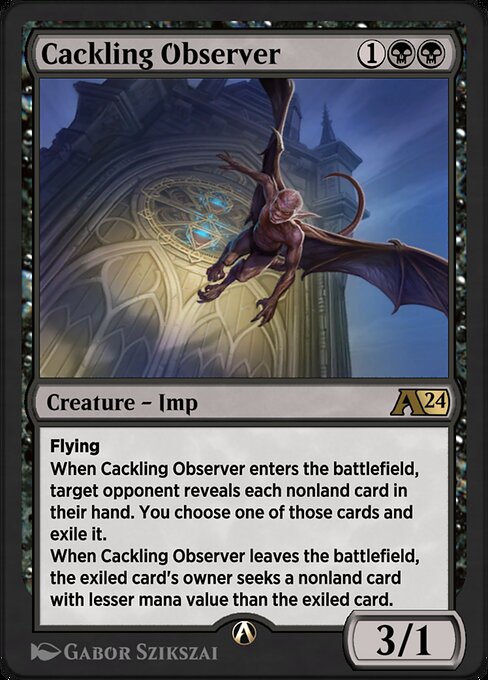 Cackling Observer 1
Creature – Imp A24
Flying
When Cackling Observer enters the battlefield,
target opponent reveals each nonland card in
their hand. You choose one of those cards and
exile it.
When Cackling Observer leaves the battlefield,
the exiled card's owner seeks a nonland card
with lesser mana value than the exiled card.
3/1
Gabor Szikszai